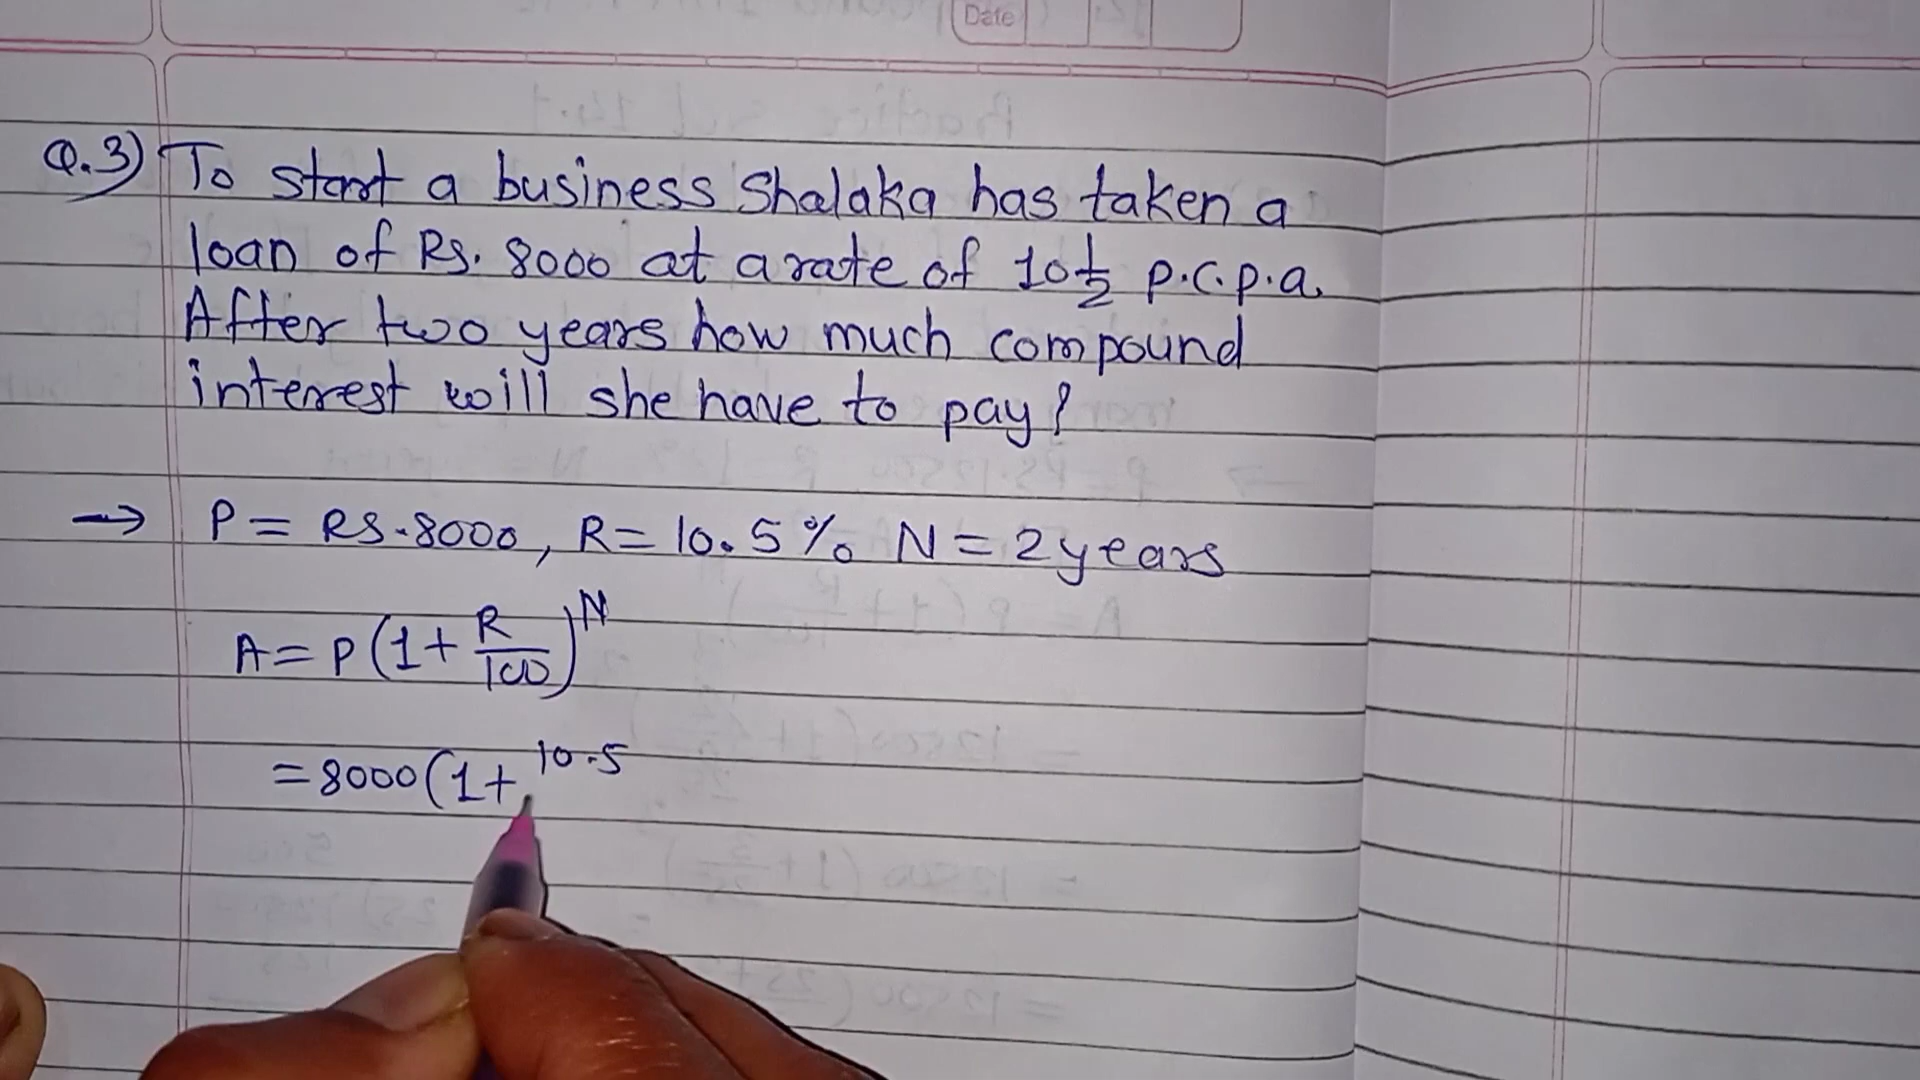 Date
Q.3) To start a business Shalaka has taken a
loan of Rs. 8000 at a rate of 10 1/2 p.c.p.a.
After two years how much compound
interest will she have to pay?
→ P = RS.8000, R = 10.5% N = 2 years
A = P(1 + R/100)^N
= 8000(1 + 10.5